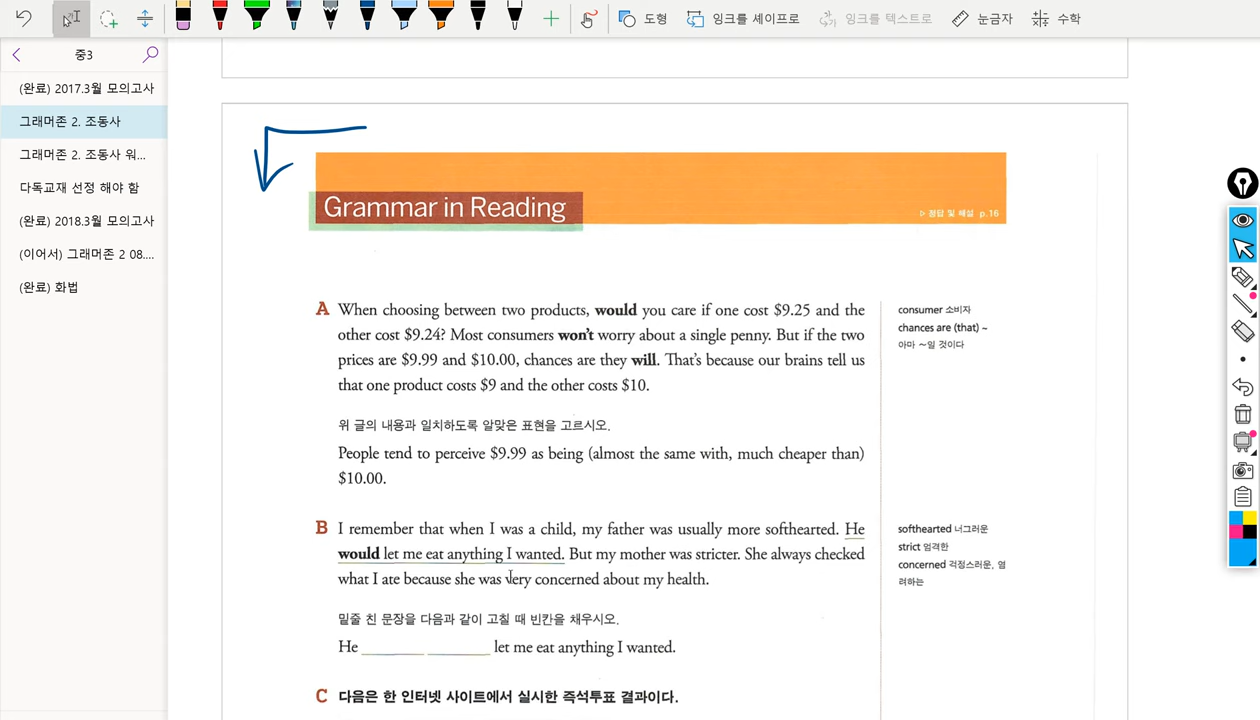 도형
잉크를 셰이프로
잉크를 텍스트로
눈금자
수학
중3
(완료) 2017.3월 모의고사
그래머존 2. 조동사
그래머존 2. 조동사 워...
다독교재 선정 해야 함
(완료) 2018.3월 모의고사
(이어서) 그래머존 2 08....
(완료) 화법
Grammar in Reading
▷ 정답 및 해설 p.16
A When choosing between two products, would you care if one cost $9.25 and the
other cost $9.24? Most consumers won't worry about a single penny. But if the two
prices are $9.99 and $10.00, chances are they will. That's because our brains tell us
that one product costs $9 and the other costs $10.
consumer 소비자
chances are (that) ~
아마 ~일 것이다
위 글의 내용과 일치하도록 알맞은 표현을 고르시오.
People tend to perceive $9.99 as being (almost the same with, much cheaper than)
$10.00.
B I remember that when I was a child, my father was usually more softhearted. He
would let me eat anything I wanted. But my mother was stricter. She always checked
what I ate because she was very concerned about my health.
softhearted 너그러운
strict 엄격한
concerned 걱정스러운, 염
려하는
밑줄 친 문장을 다음과 같이 고칠 때 빈칸을 채우시오.
He ________ ________ let me eat anything I wanted.
C 다음은 한 인터넷 사이트에서 실시한 즉석투표 결과이다.